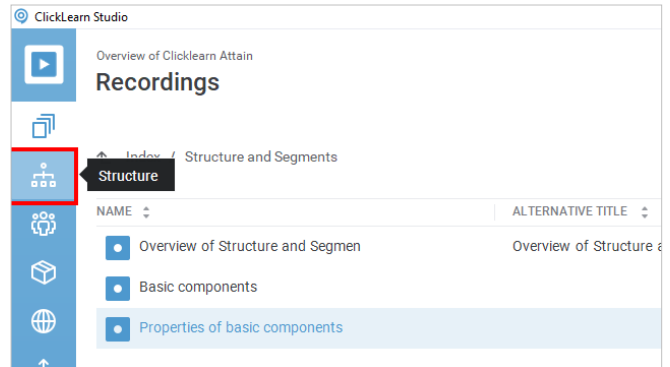 ClickLearn Studio
Overview of Clicklearn Attain
Recordings
Index / Structure and Segments
Structure
NAME ALTERNATIVE TITLE
Overview of Structure and Segmen Overview of Structure a
Basic components
Properties of basic components